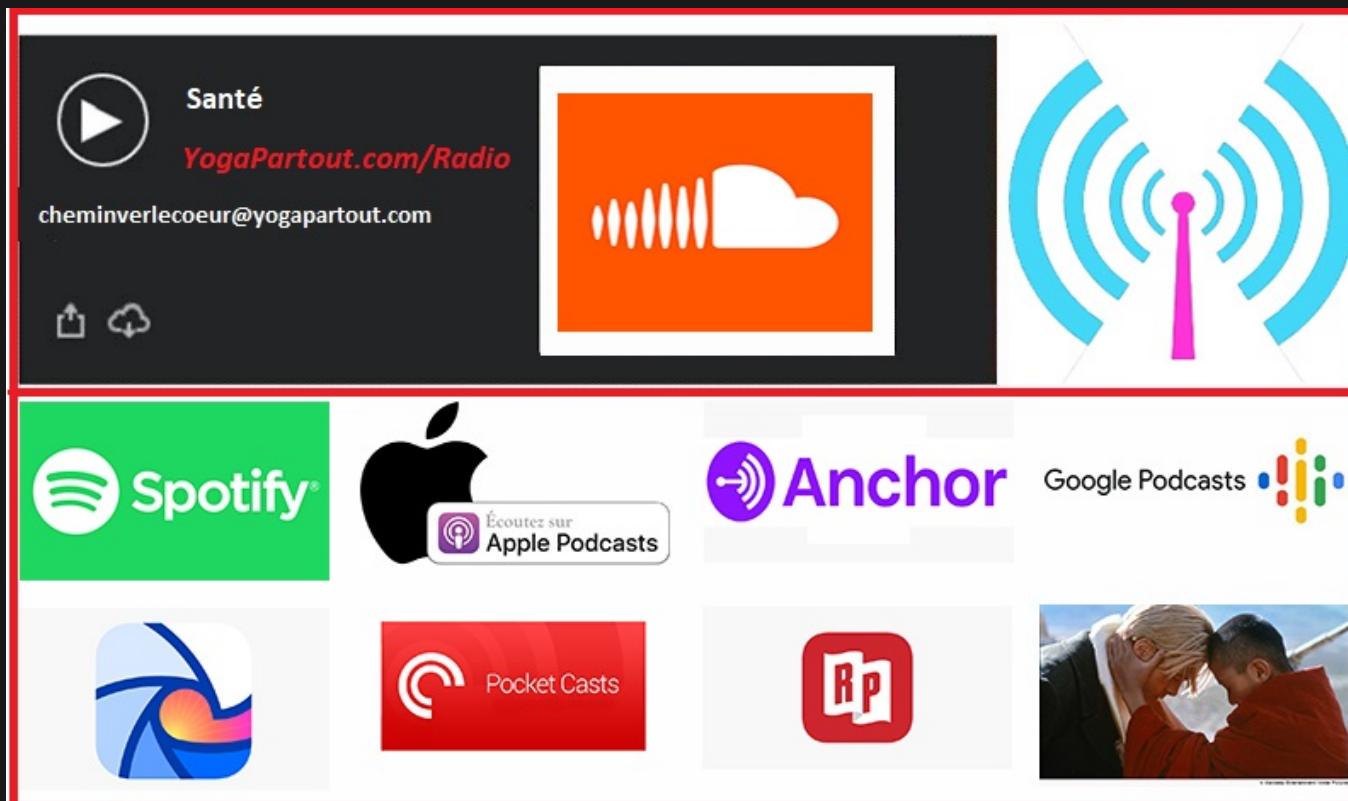 Santé
YogaPartout.com/Radio
cheminverlecoeur@yogapartout.com
Spotify®
Écoutez sur
Apple Podcasts
Anchor
Google Podcasts
Pocket Casts
RP